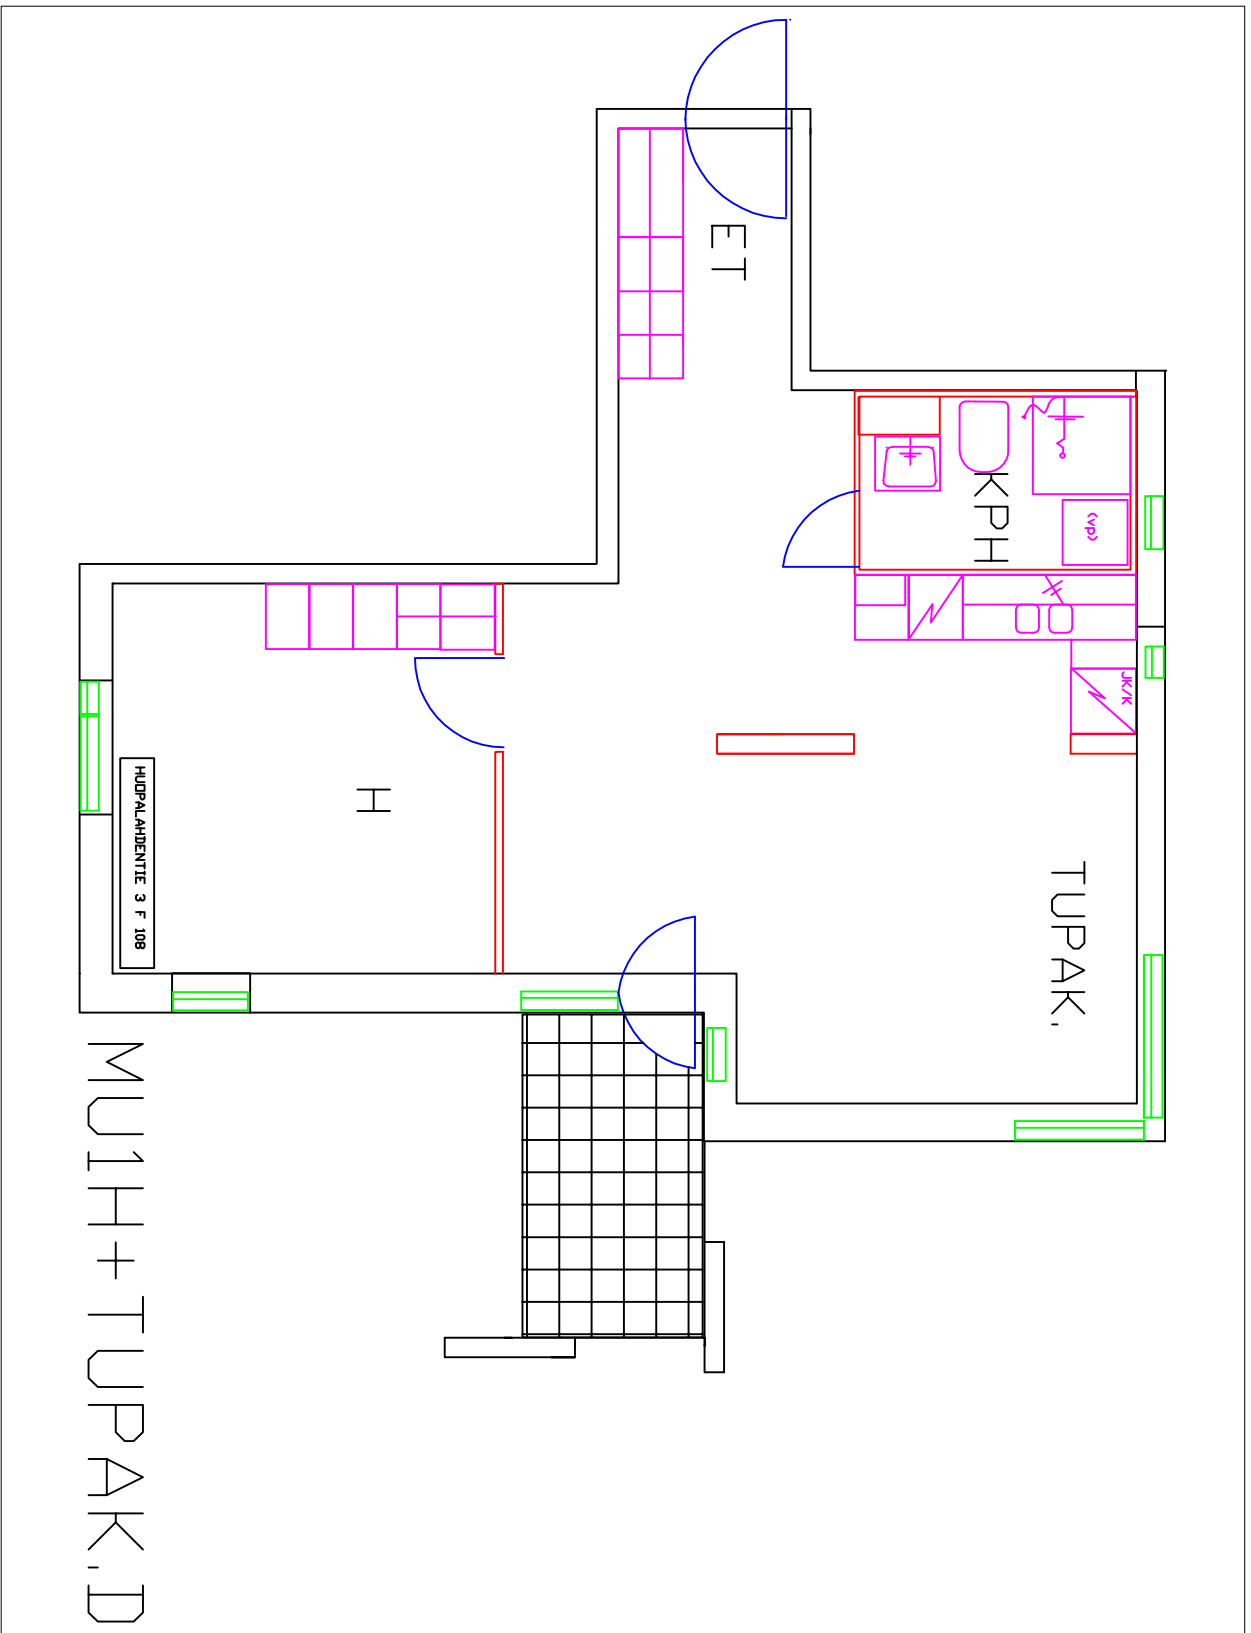 ET
KPH
(vp)
JK/K
TUPAK.
H
HUOPALAHDENTIE 3 F 108
MU1H+TUPAK.D